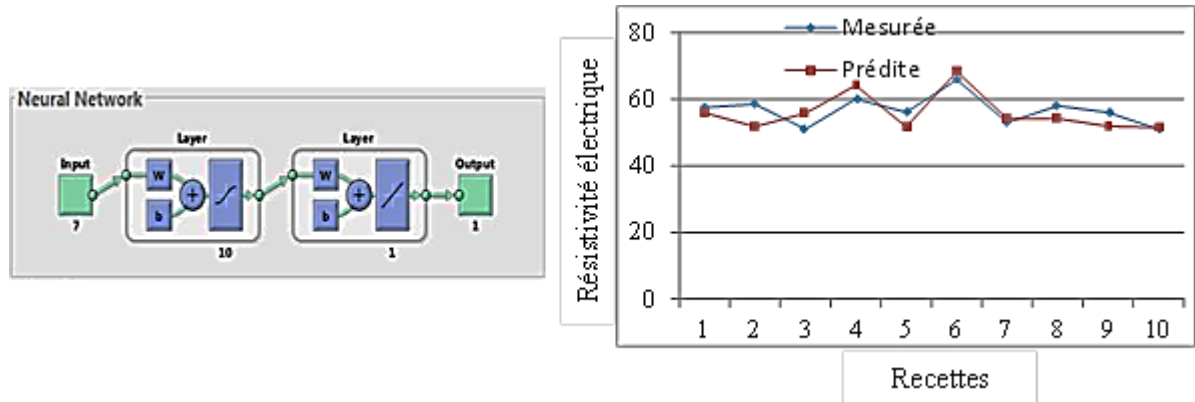 Neural Network
Input
7
Layer
W
b
+
10
Layer
W
b
+
1
Output
1
Résistivité électrique
80
60
40
20
0
Mesurée
Prédite
1 2 3 4 5 6 7 8 9 10
Recettes